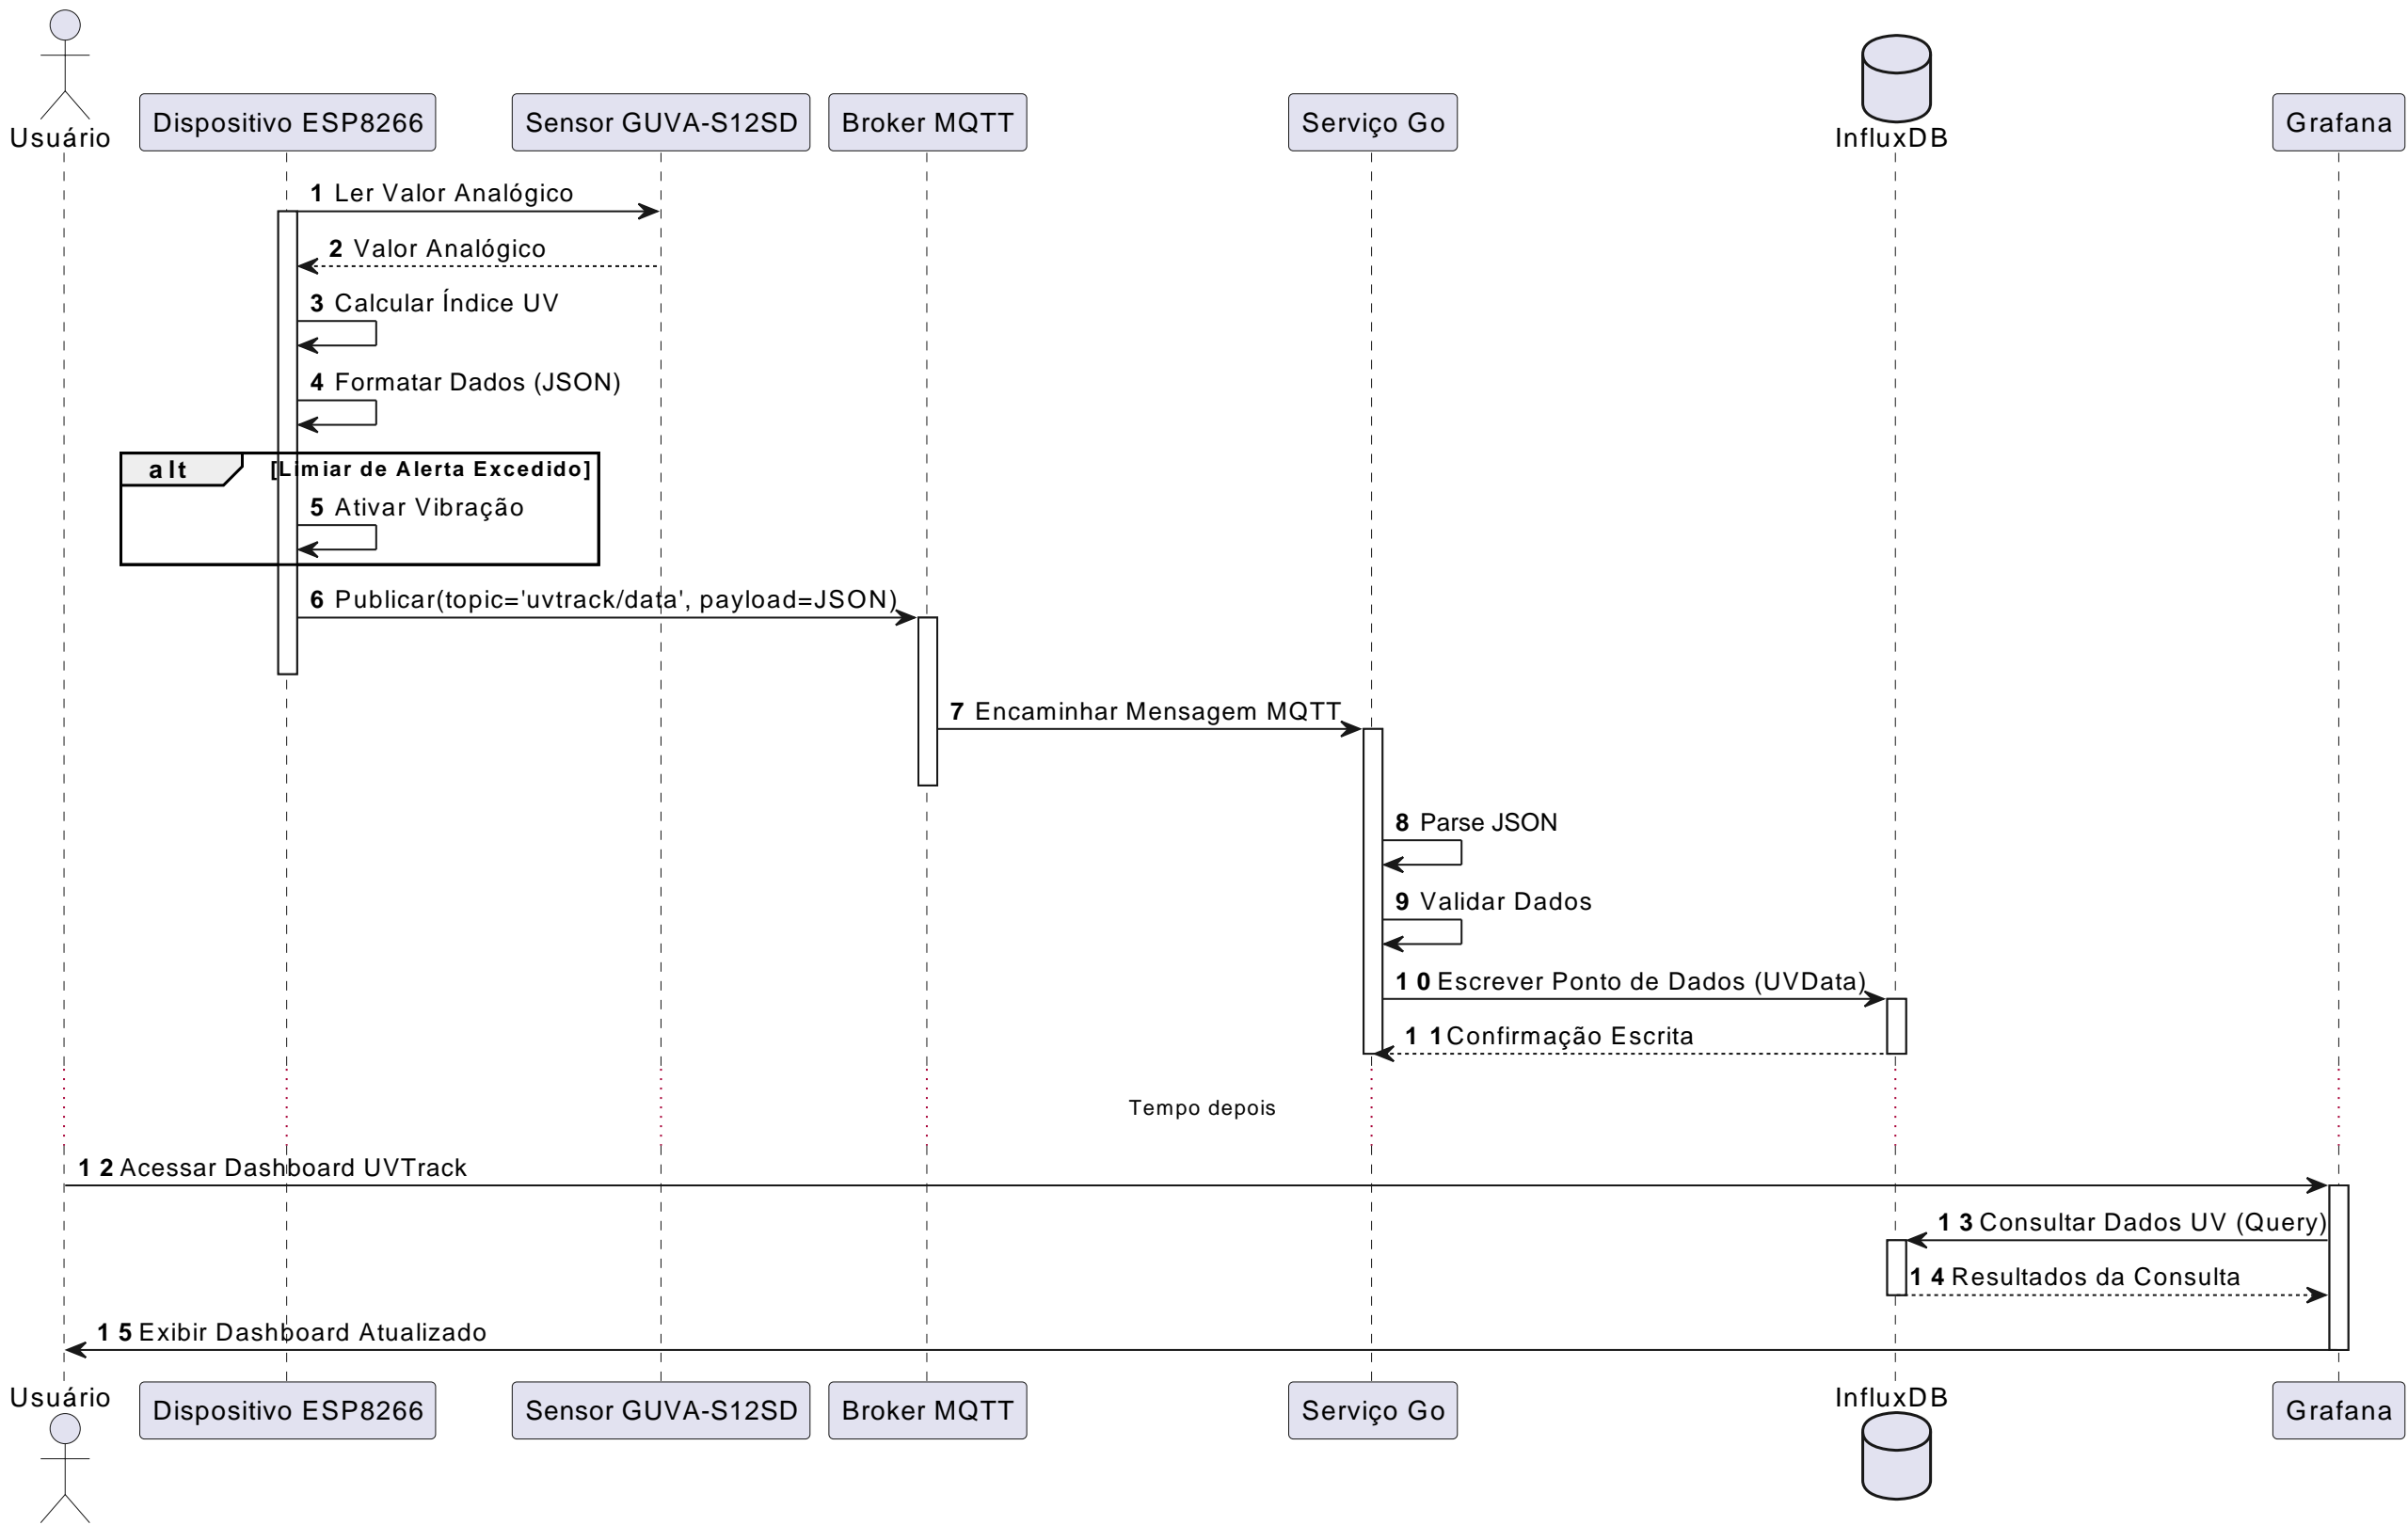 Usuário
Dispositivo ESP8266
Sensor GUVA-S12SD
Broker MQTT
Serviço Go
InfluxDB
Grafana
1 Ler Valor Analógico
2 Valor Analógico
3 Calcular Índice UV
4 Formatar Dados (JSON)
alt [Limiar de Alerta Excedido]
5 Ativar Vibração
6 Publicar(topic='uvtrack/data', payload=JSON)
7 Encaminhar Mensagem MQTT
8 Parse JSON
9 Validar Dados
10 Escrever Ponto de Dados (UVData)
11 Confirmação Escrita
Tempo depois
12 Acessar Dashboard UVTrack
13 Consultar Dados UV (Query)
14 Resultados da Consulta
15 Exibir Dashboard Atualizado
Usuário
Dispositivo ESP8266
Sensor GUVA-S12SD
Broker MQTT
Serviço Go
InfluxDB
Grafana